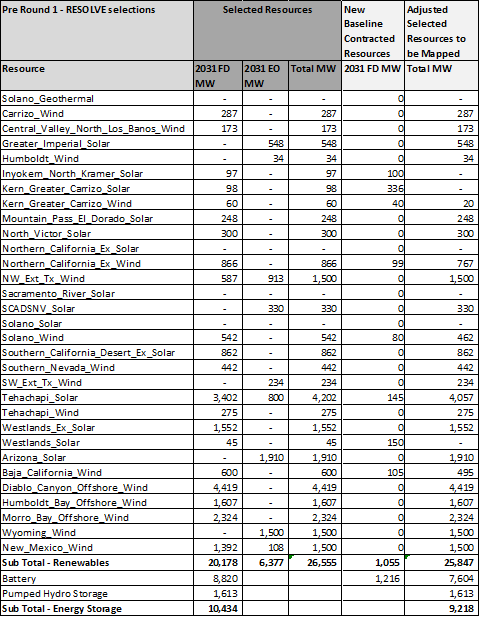 Pre Round 1 - RESOLVE selections Selected Resources New Baseline Contracted Resources Adjusted Selected Resources to be Mapped
Resource 2031 FD MW 2031 EO MW Total MW 2031 FD MW Total MW
Solano_Geothermal - - - 0 -
Carrizo_Wind 287 - 287 0 287
Central_Valley_North_Los_Banos_Wind 173 - 173 0 173
Greater_Imperial_Solar - 548 548 0 548
Humboldt_Wind - 34 34 0 34
Inyokern_North_Kramer_Solar 97 - 97 100 -
Kern_Greater_Carrizo_Solar 98 - 98 336 -
Kern_Greater_Carrizo_Wind 60 - 60 40 20
Mountain_Pass_El_Dorado_Solar 248 - 248 0 248
North_Victor_Solar 300 - 300 0 300
Northern_California_Ex_Solar - - - 0 -
Northern_California_Ex_Wind 866 - 866 99 767
NW_Ext_Tx_Wind 587 913 1,500 0 1,500
Sacramento_River_Solar - - - 0 -
SCADSNV_Solar - 330 330 0 330
Solano_Solar - - - 0 -
Solano_Wind 542 - 542 80 462
Southern_California_Desert_Ex_Solar 862 - 862 0 862
Southern_Nevada_Wind 442 - 442 0 442
SW_Ext_Tx_Wind - 234 234 0 234
Tehachapi_Solar 3,402 800 4,202 145 4,057
Tehachapi_Wind 275 - 275 0 275
Westlands_Ex_Solar 1,552 - 1,552 0 1,552
Westlands_Solar 45 - 45 150 -
Arizona_Solar - 1,910 1,910 0 1,910
Baja_California_Wind 600 - 600 105 495
Diablo_Canyon_Offshore_Wind 4,419 - 4,419 0 4,419
Humboldt_Bay_Offshore_Wind 1,607 - 1,607 0 1,607
Morro_Bay_Offshore_Wind 2,324 - 2,324 0 2,324
Wyoming_Wind - 1,500 1,500 0 1,500
New_Mexico_Wind 1,392 108 1,500 0 1,500
Sub Total - Renewables 20,178 6,377 26,555 1,055 25,847
Battery 8,820 1,216 7,604
Pumped Hydro Storage 1,613 1,613
Sub Total - Energy Storage 10,434 9,218